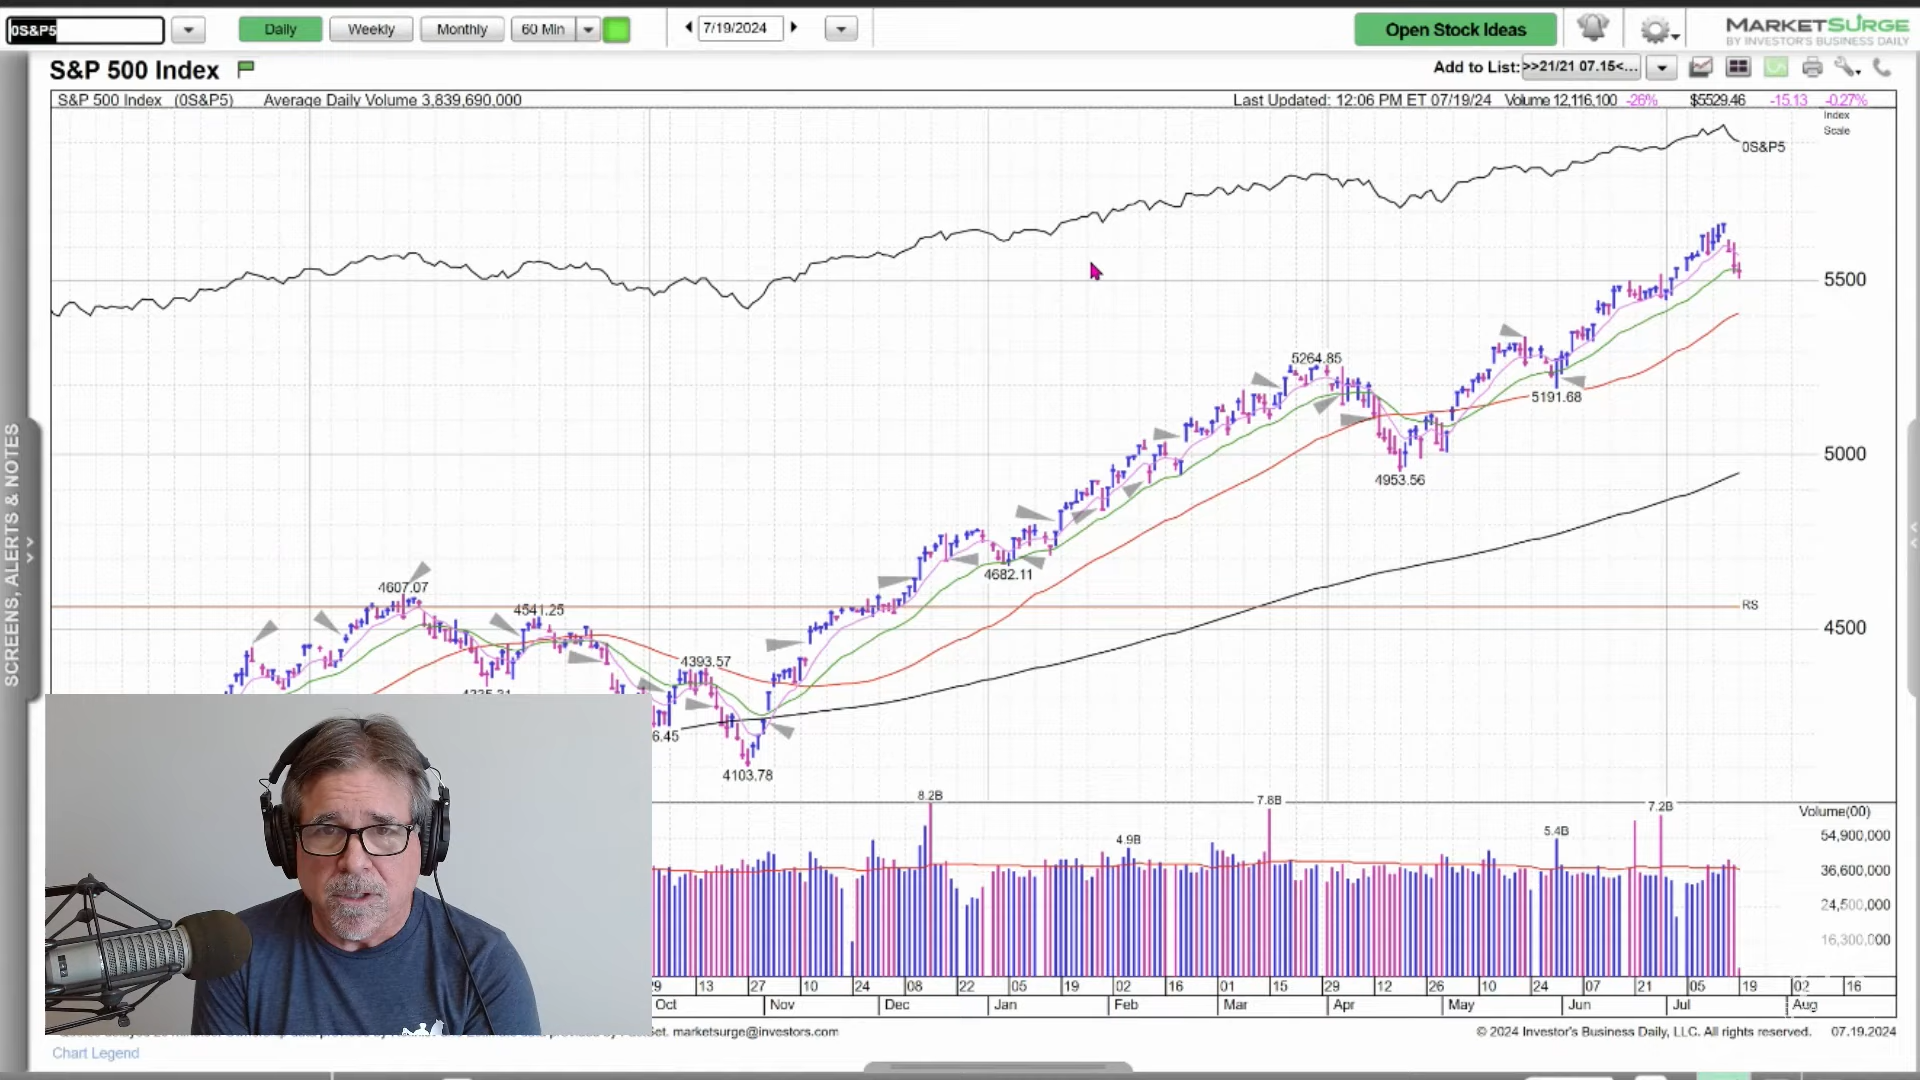 0S&P5
Daily
Weekly
Monthly
60 Min
7/19/2024
Open Stock Ideas
MARKETSURGE
BY INVESTOR'S BUSINESS DAILY
S&P 500 Index
Add to List: >>21/21 07.15<...
S&P 500 Index (0S&P5) Average Daily Volume 3,839,690,000
Last Updated: 12:06 PM ET 07/19/24 Volume 12,116,100 -26% $5529.46 -15.13 -0.27%
Index
Scale
0S&P5
5500
5264.85
5191.68
5000
4953.56
4682.11
4607.07
4541.25
RS
4500
4393.57
6.45
4103.78
SCREENS, ALERTS & NOTES
8.2B
7.8B
7.2B
Volume(00)
5.4B
54,900,000
4.9B
36,600,000
24,500,000
16,300,000
13 27 10 24 08 22 05 19 02 16 01 15 29 12 26 10 24 07 21 05 19 02 16
Oct Nov Dec Jan Feb Mar Apr May Jun Jul Aug
marketsurge@investors.com
© 2024 Investor's Business Daily, LLC. All rights reserved. 07.19.2024
Chart Legend